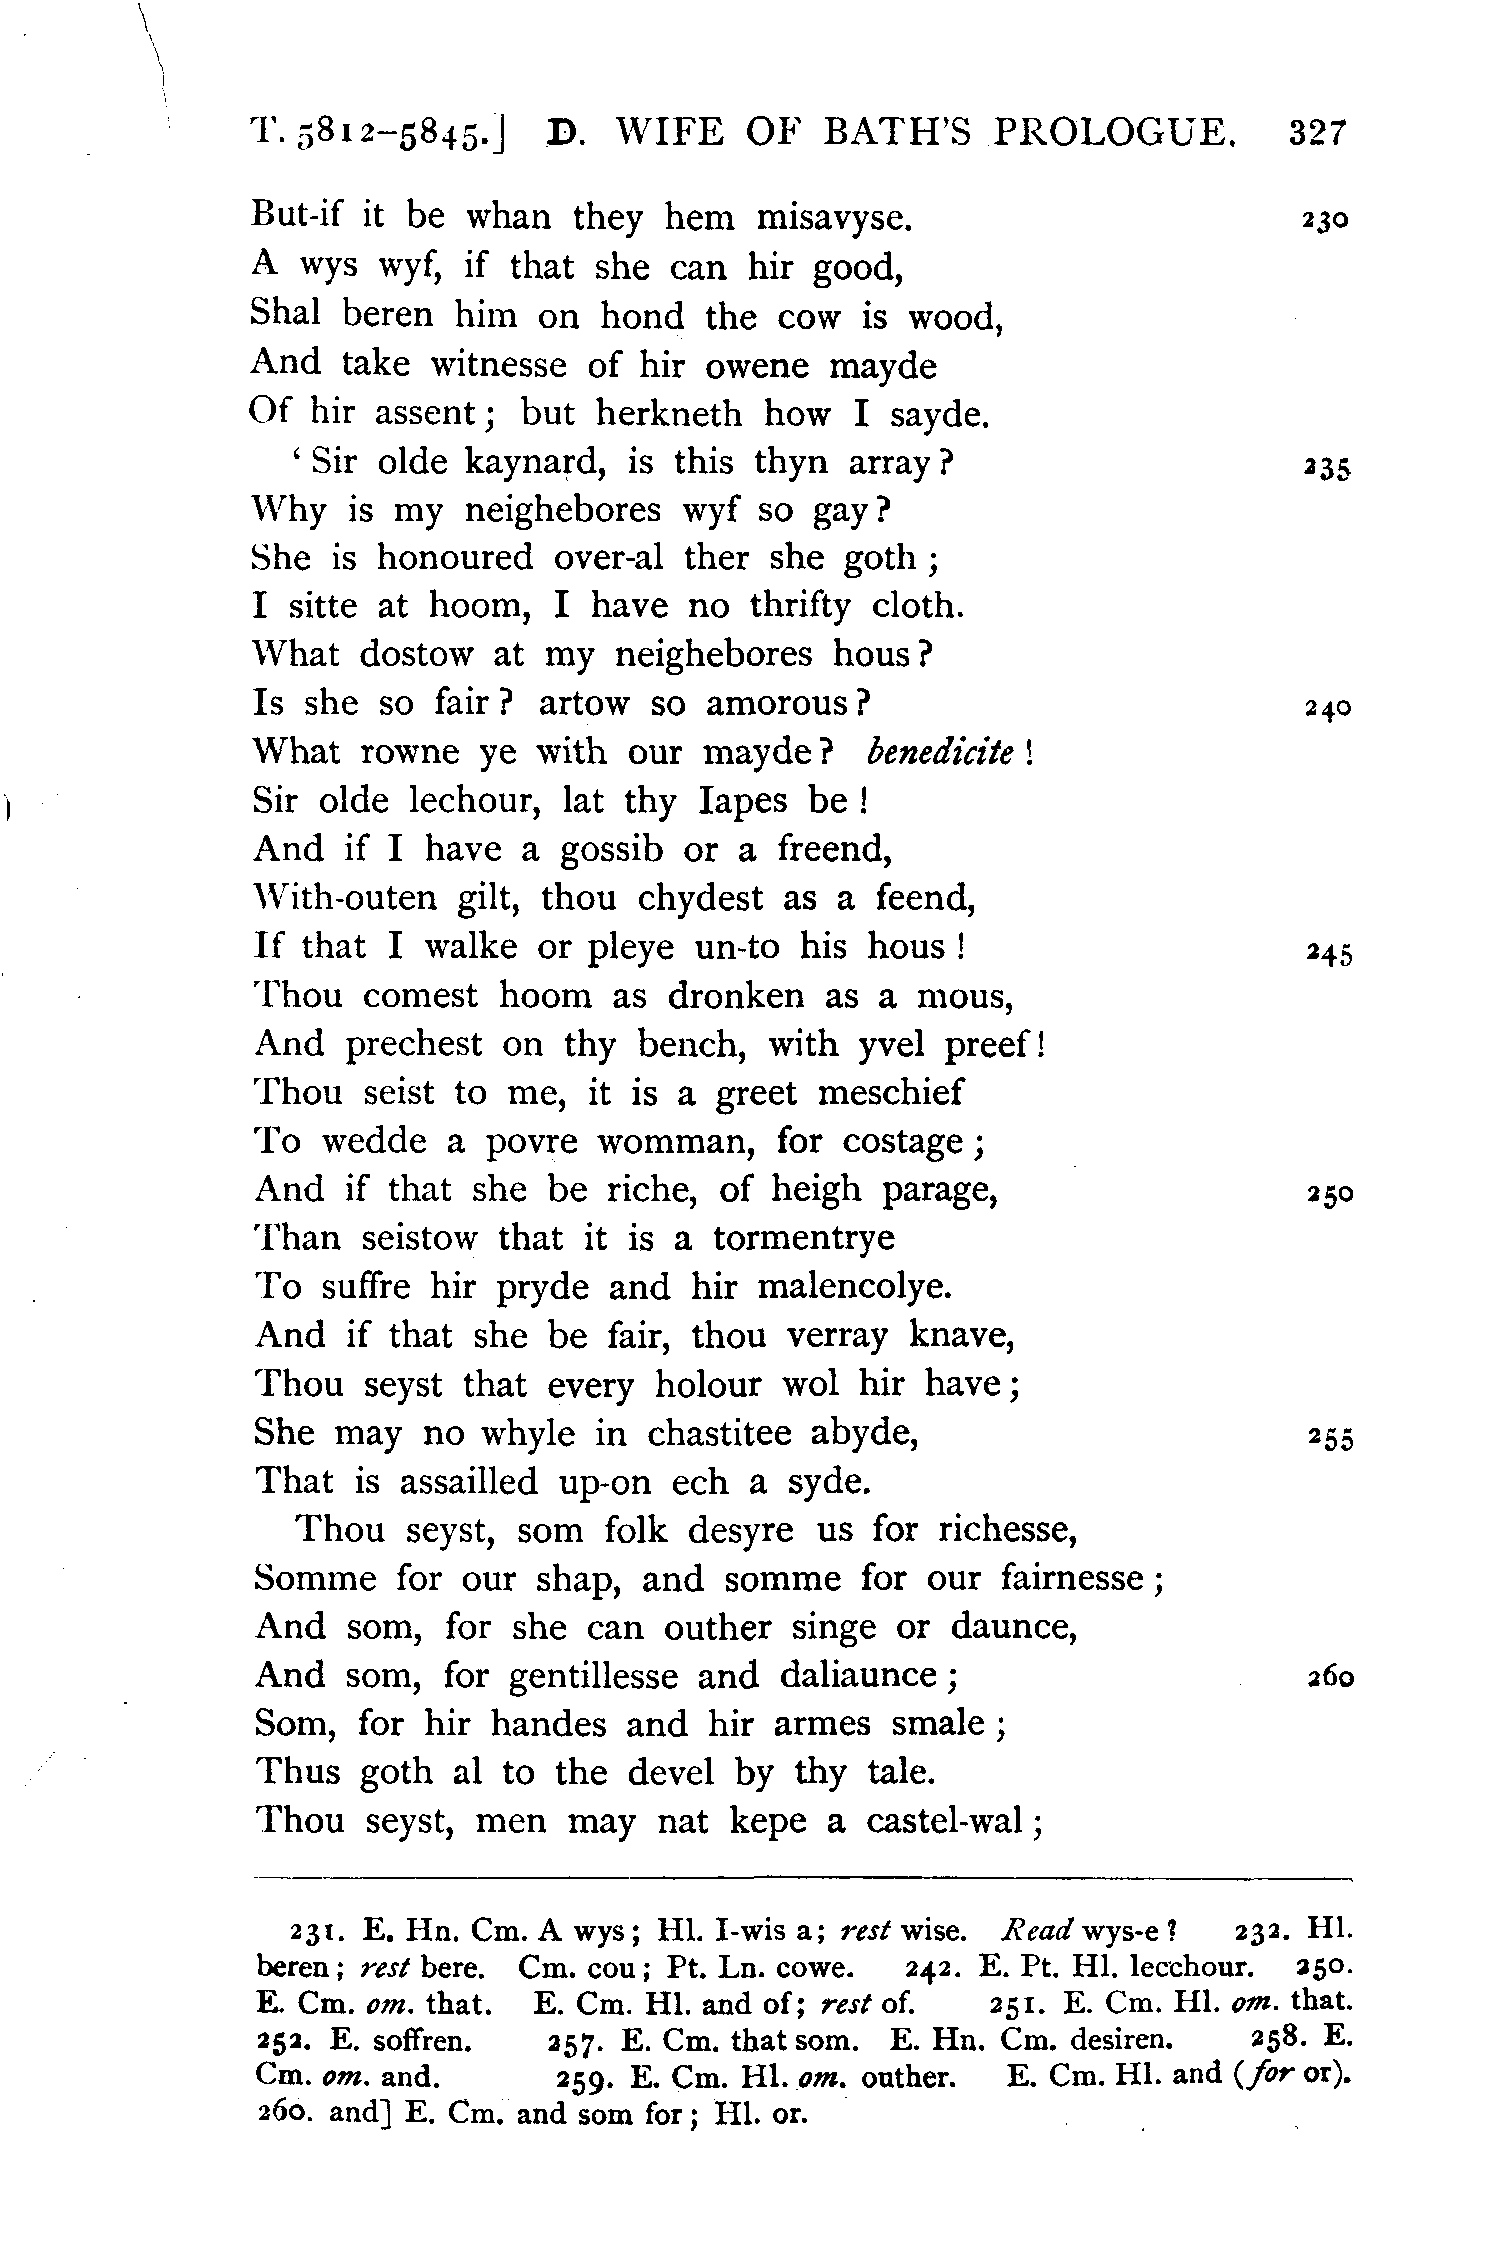 T. 5812–5845.] D. WIFE OF BATH'S PROLOGUE. 327
But-if it be whan they hem misavyse. 230
A wys wyf, if that she can hir good,
Shal beren him on hond the cow is wood,
And take witnesse of hir owene mayde
Of hir assent; but herkneth how I sayde.
'Sir olde kaynard, is this thyn array? 235
Why is my neighebores wyf so gay?
She is honoured over-al ther she goth;
I sitte at hoom, I have no thrifty cloth.
What dostow at my neighebores hous?
Is she so fair? artow so amorous? 240
What rowne ye with our mayde? benedicite!
Sir olde lechour, lat thy Iapes be!
And if I have a gossib or a freend,
With-outen gilt, thou chydest as a feend,
If that I walke or pleye un-to his hous! 245
Thou comest hoom as dronken as a mous,
And prechest on thy bench, with yvel preef!
Thou seist to me, it is a greet meschief
To wedde a povre womman, for costage;
And if that she be riche, of heigh parage, 250
Than seistow that it is a tormentrye
To suffre hir pryde and hir malencolye.
And if that she be fair, thou verray knave,
Thou seyst that every holour wol hir have;
She may no whyle in chastitee abyde, 255
That is assailled up-on ech a syde.
Thou seyst, som folk desyre us for richesse,
Somme for our shap, and somme for our fairnesse;
And som, for she can outher singe or daunce,
And som, for gentillesse and daliaunce; 260
Som, for hir handes and hir armes smale;
Thus goth al to the devel by thy tale.
Thou seyst, men may nat kepe a castel-wal;
231. E. Hn. Cm. A wys; Hl. I-wis a; rest wise. Read wys-e? 232. Hl.
beren; rest bere. Cm. cou; Pt. Ln. cowe. 242. E. Pt. Hl. lecchour. 250.
E. Cm. om. that. E. Cm. Hl. and of; rest of. 251. E. Cm. Hl. om. that.
252. E. soffren. 257. E. Cm. that som. E. Hn. Cm. desiren. 258. E.
Cm. om. and. 259. E. Cm. Hl. om. outher. E. Cm. Hl. and (for or).
260. and] E. Cm. and som for; Hl. or.